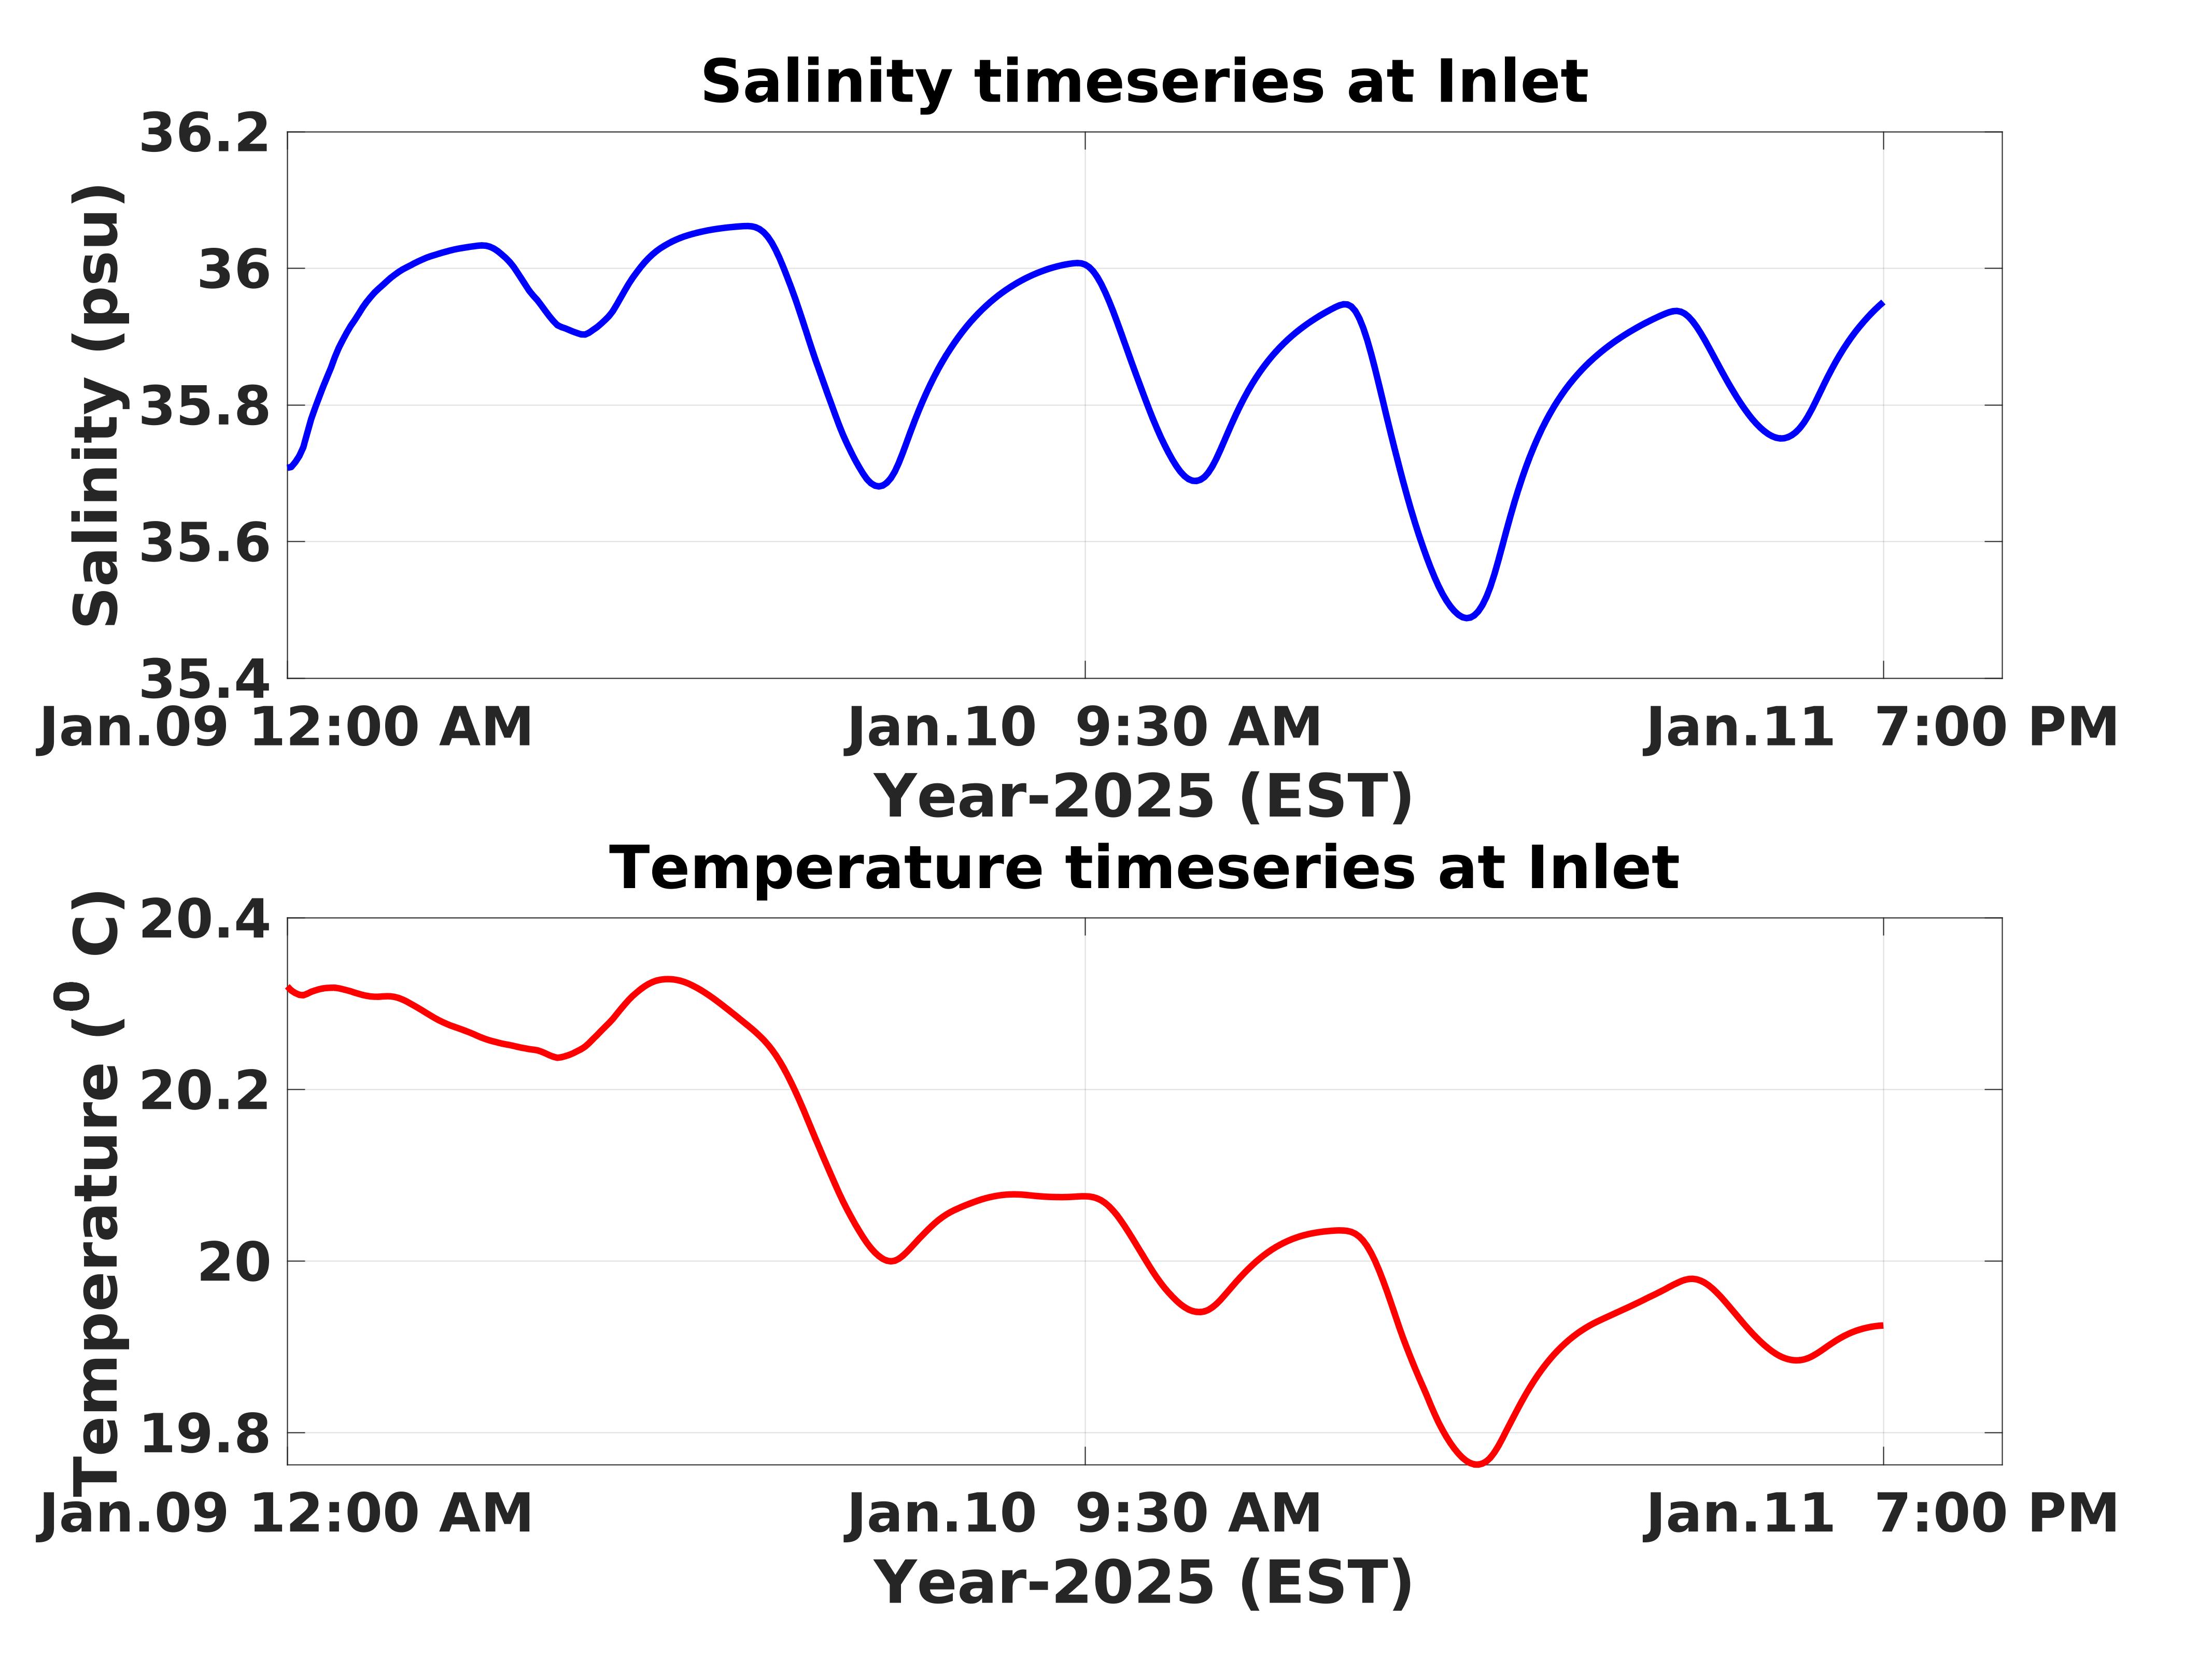 Salinity timeseries at Inlet
Salinity (psu)
36.2
36
35.8
35.6
35.4
Jan.09 12:00 AM Jan.10 9:30 AM Jan.11 7:00 PM
Year-2025 (EST)
Temperature timeseries at Inlet
Temperature (⁰ C)
20.4
20.2
20
19.8
Jan.09 12:00 AM Jan.10 9:30 AM Jan.11 7:00 PM
Year-2025 (EST)